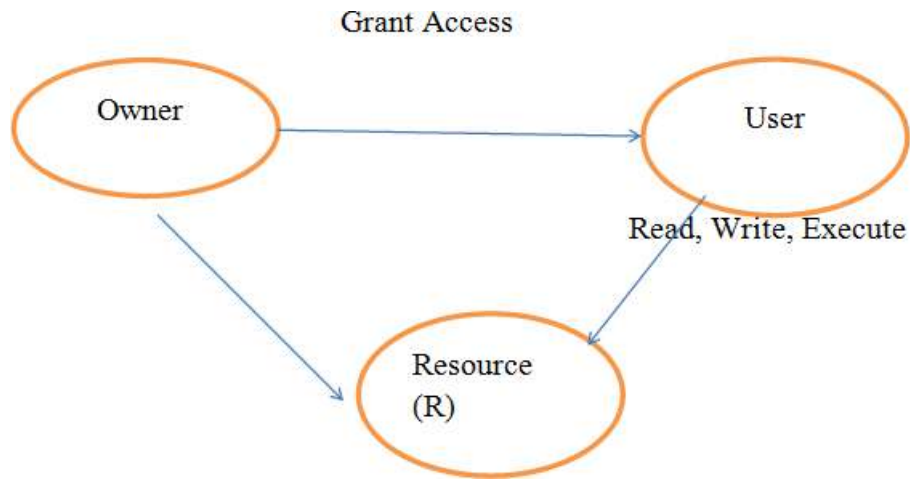 Grant Access
Owner
User
Read, Write, Execute
Resource
(R)